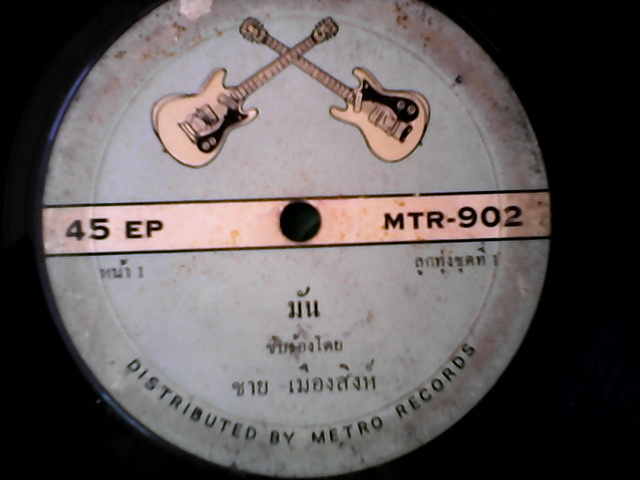 45 EP MTR-902
หน้า 1 ลูกทุ่งชุดที่ 1
มัน
ขับร้องโดย
ชาย เมืองสิงห์
DISTRIBUTED BY METRO RECORDS